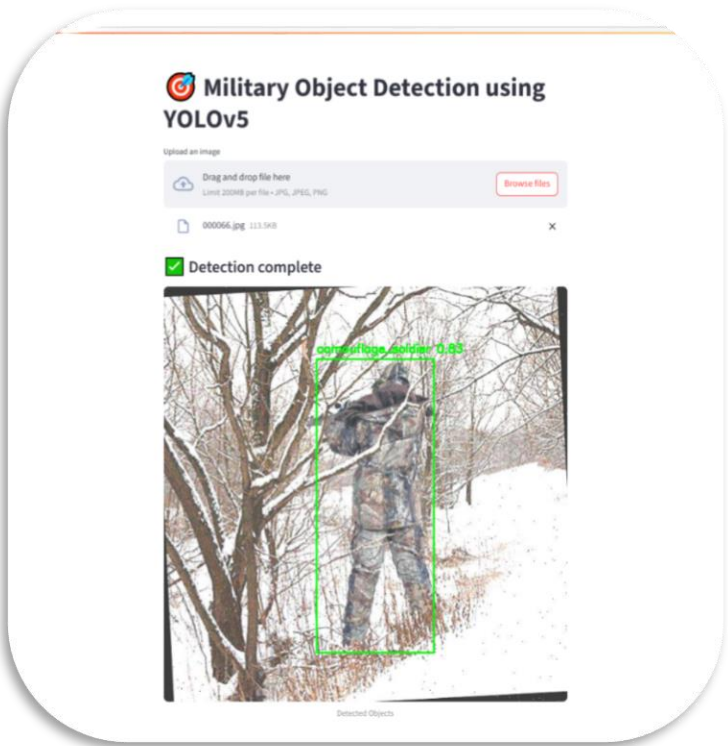 Military Object Detection using
YOLOv5
Upload an image
Drag and drop file here
Limit 200MB per file • JPG, JPEG, PNG
Browse files
000066.jpg 113.5KB
Detection complete
camouflage_soldier 0.83
Detected Objects